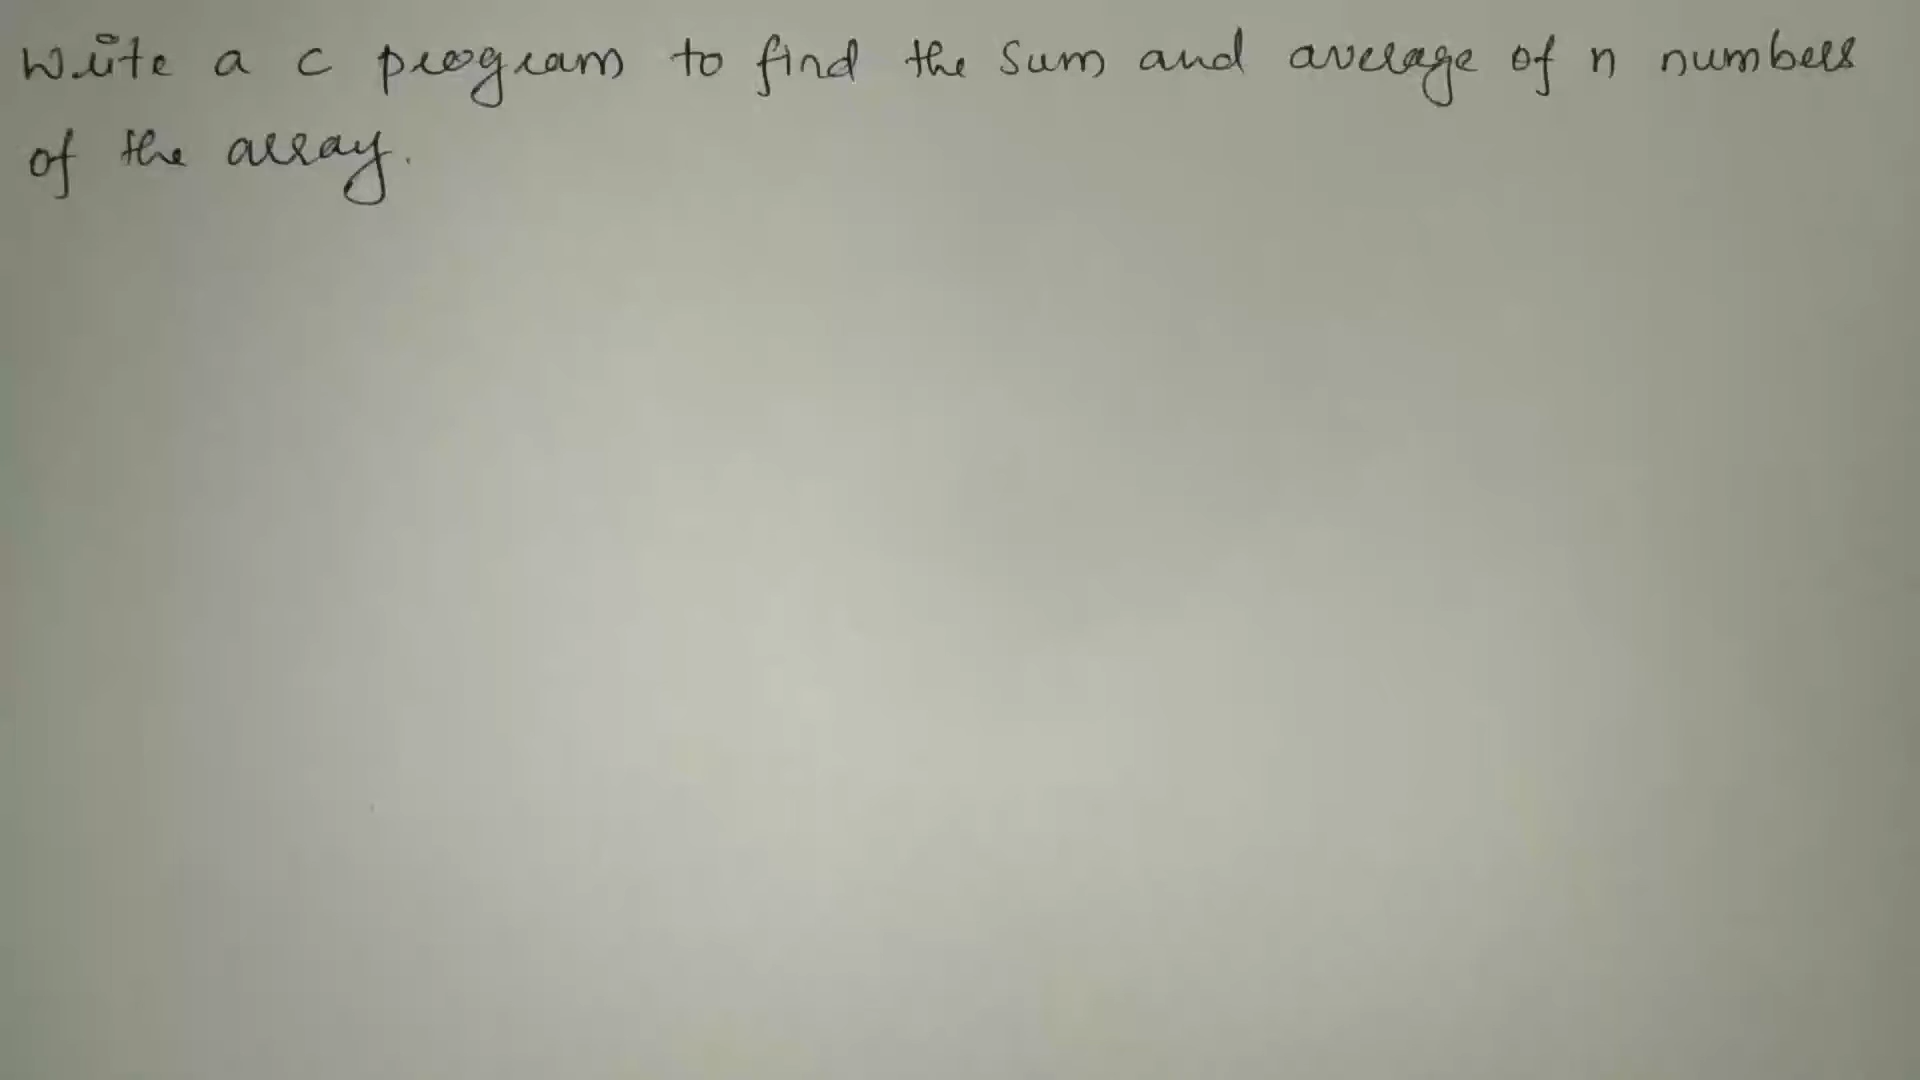 Write a c program to find the sum and average of n numbers
of the array.